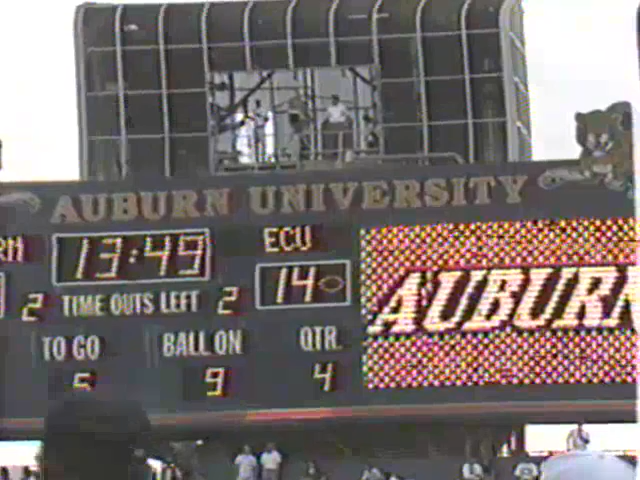 AUBURN UNIVERSITY
13:49 ECU
2 TIME OUTS LEFT 2 14
TO GO BALL ON QTR.
5 9 4
AUBURN